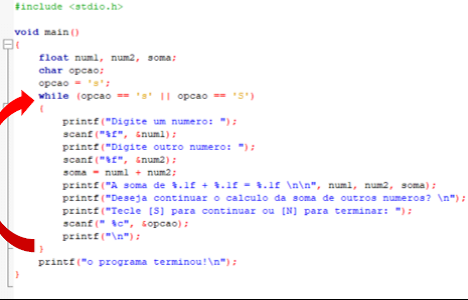 #include <stdio.h>
void main()
{
float num1, num2, soma;
char opcao;
opcao = 's';
while (opcao == 's' || opcao == 'S')
{
printf("Digite um numero: ");
scanf("%f", &num1);
printf("Digite outro numero: ");
scanf("%f", &num2);
soma = num1 + num2;
printf("A soma de %.1f + %.1f = %.1f \n\n", num1, num2, soma);
printf("Deseja continuar o calculo da soma de outros numeros? \n");
printf("Tecle [S] para continuar ou [N] para terminar: ");
scanf(" %c", &opcao);
printf("\n");
}
printf("o programa terminou!\n");
}